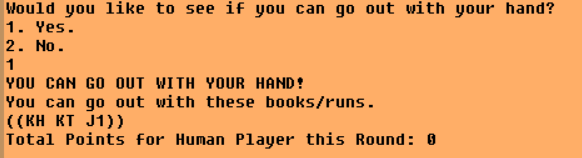 Would you like to see if you can go out with your hand?
1. Yes.
2. No.
1
YOU CAN GO OUT WITH YOUR HAND!
You can go out with these books/runs.
((KH KT J1))
Total Points for Human Player this Round: 0